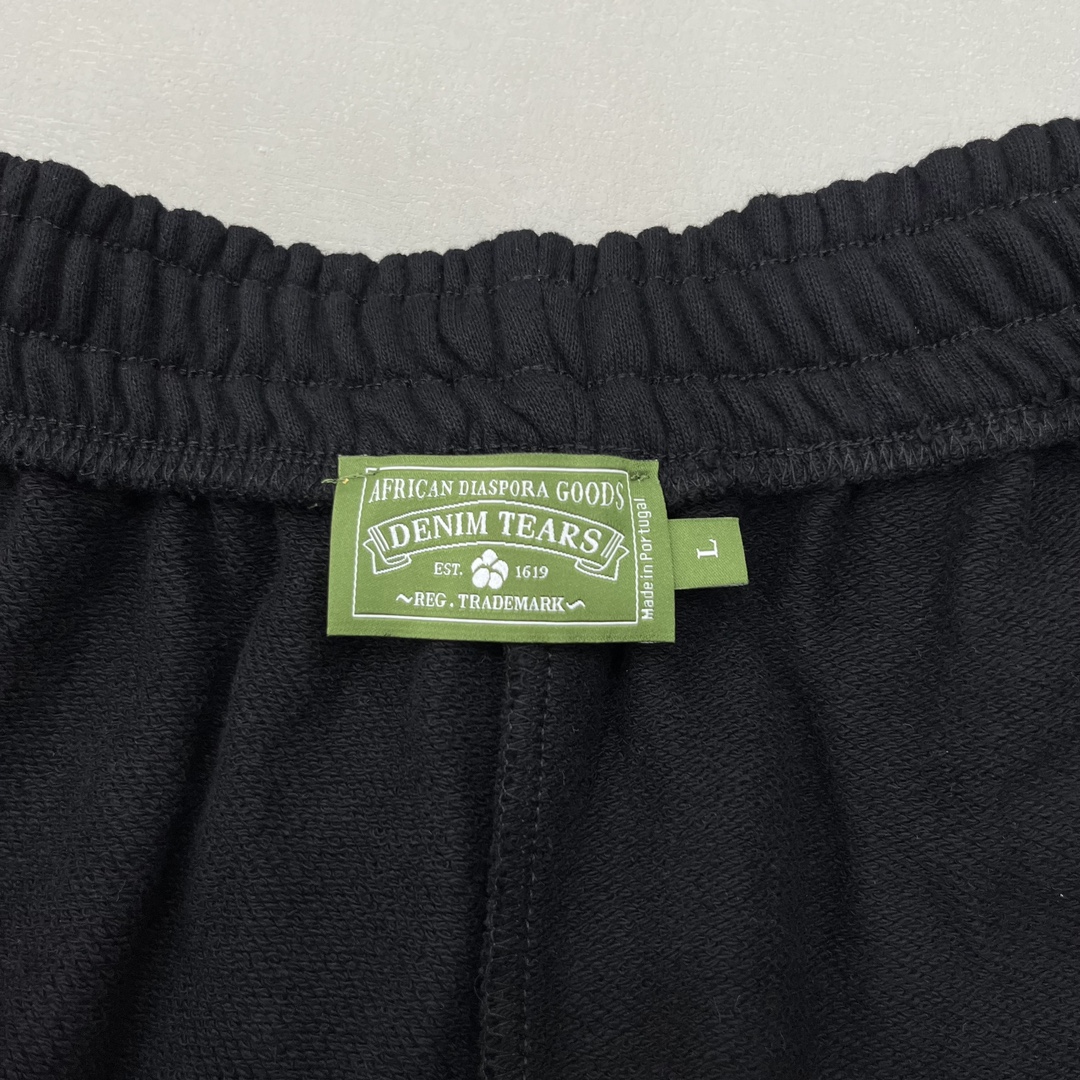 AFRICAN DIASPORA GOODS
DENIM TEARS
EST. 1619
~REG. TRADEMARK~
Made in Portugal
L